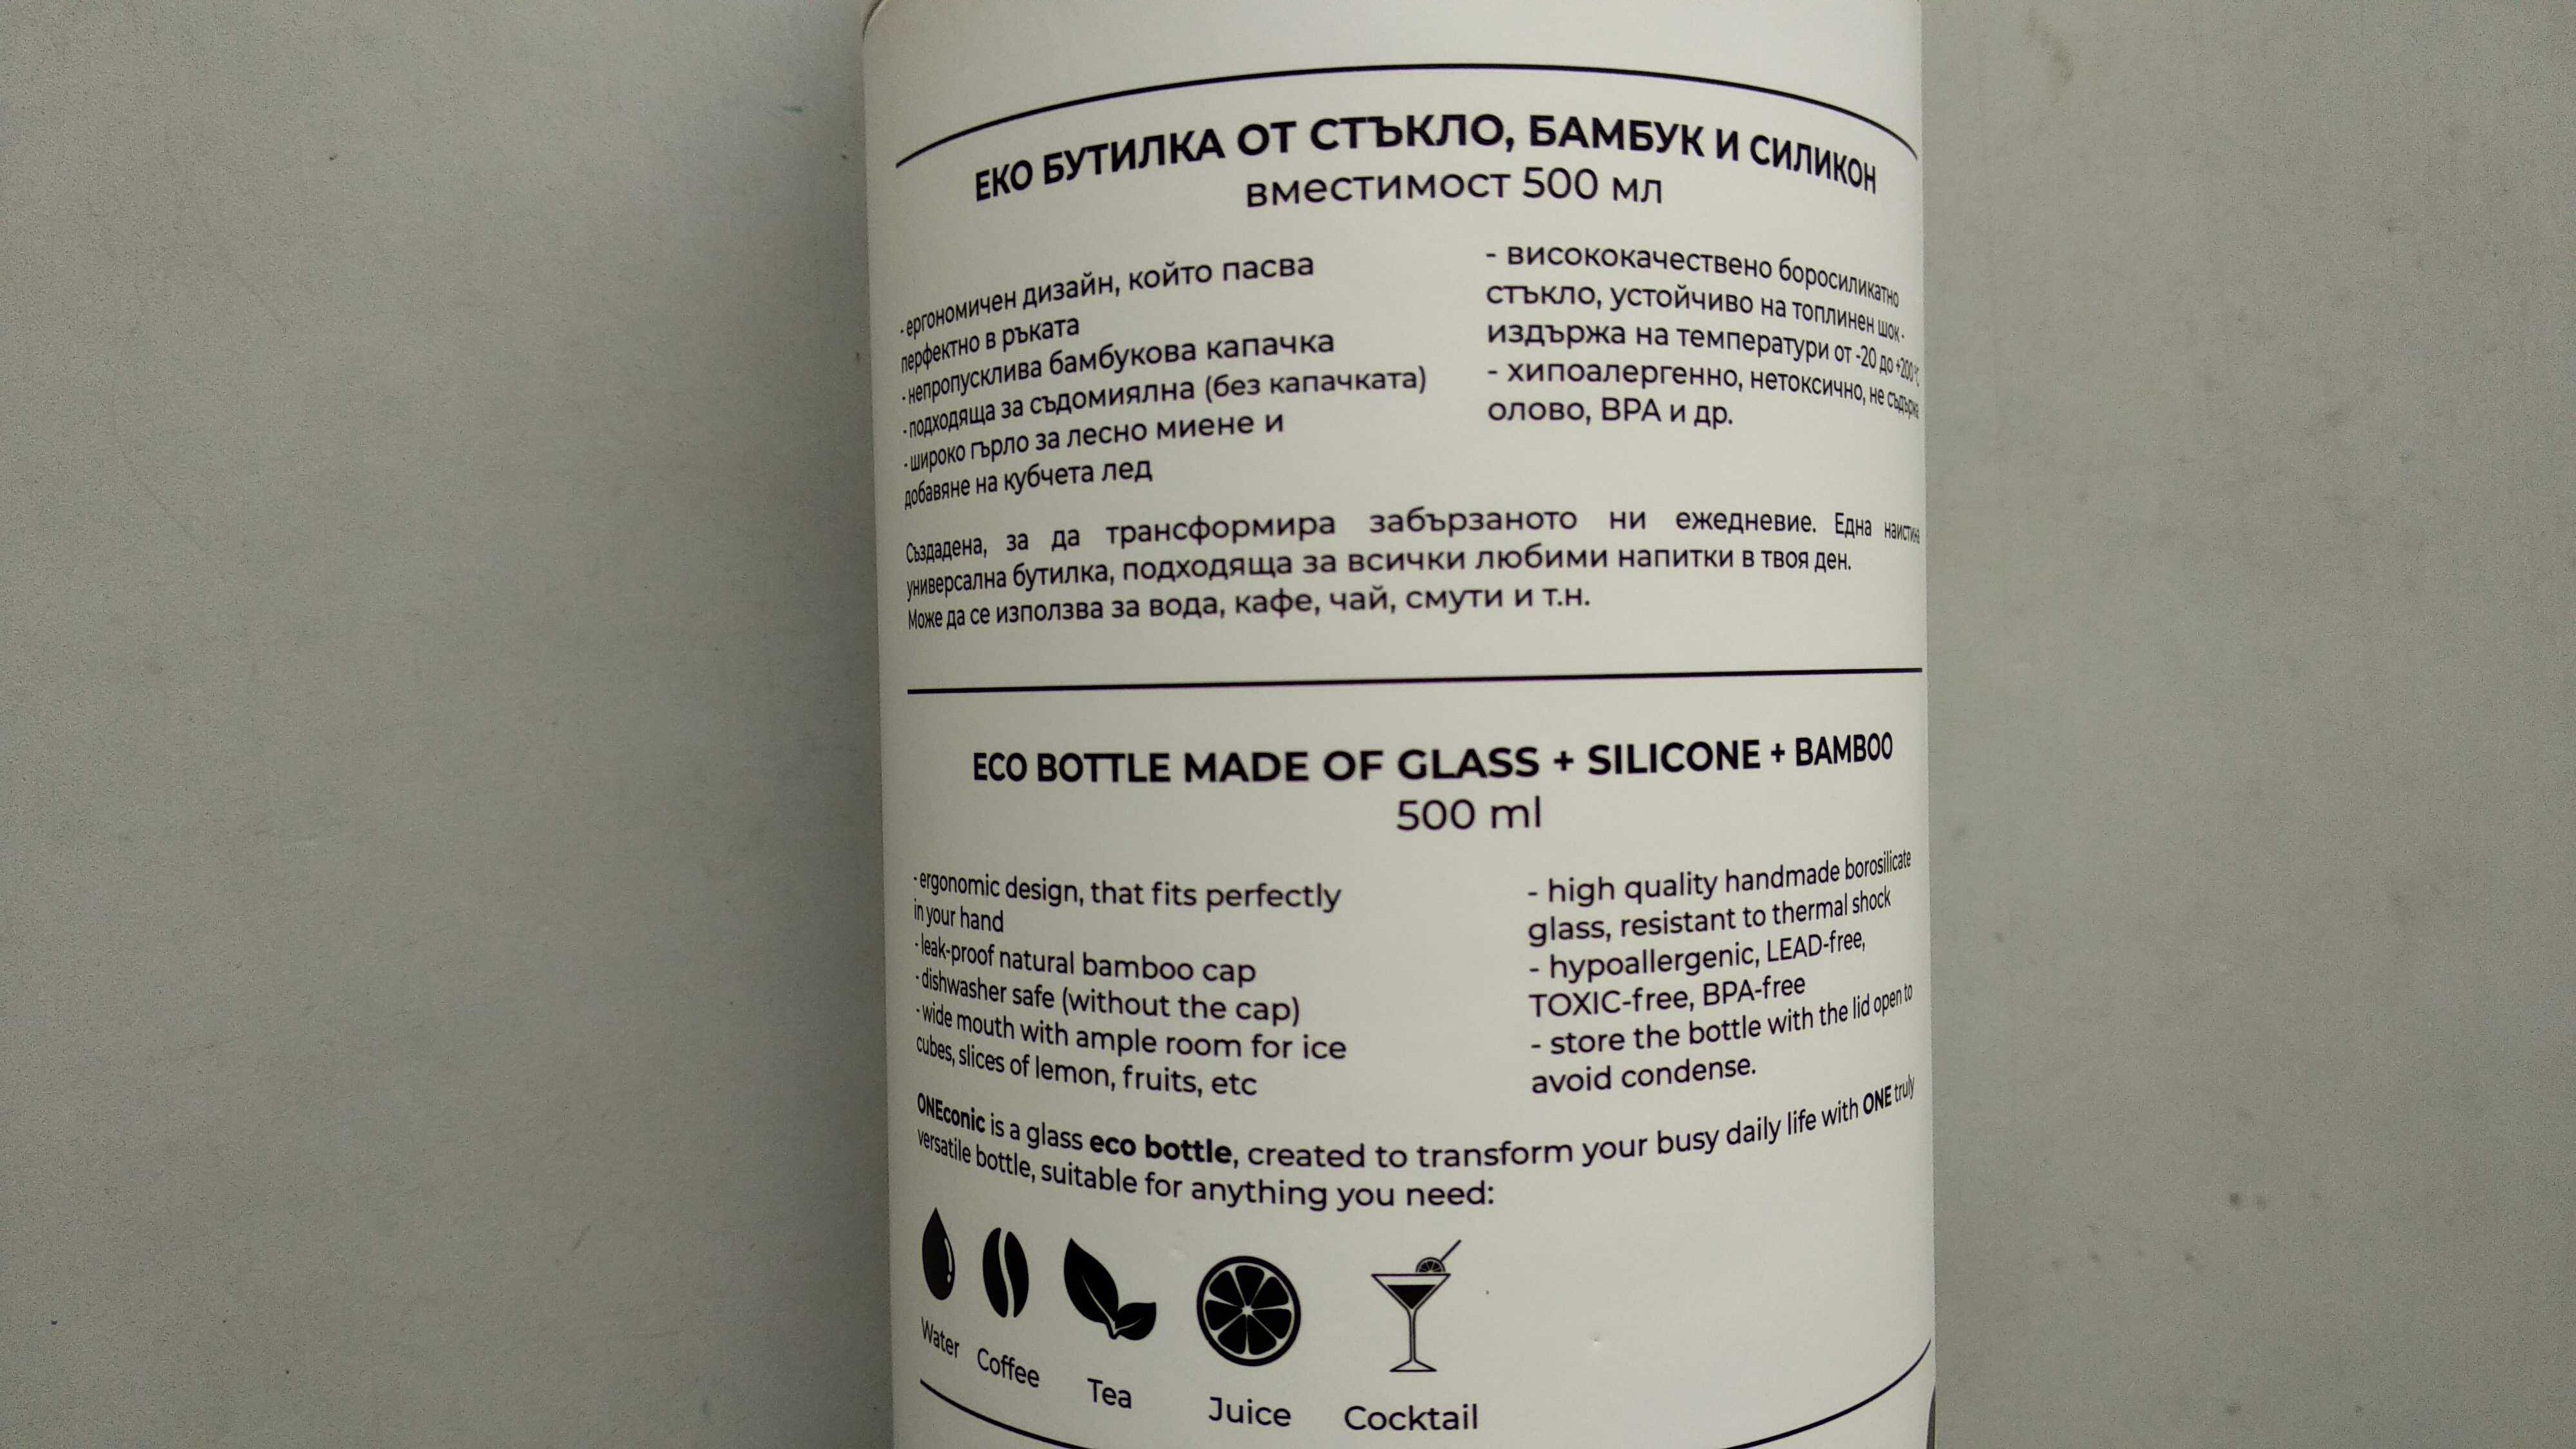 ЕКО БУТИЛКА ОТ СТЪКЛО, БАМБУК И СИЛИКОН
вместимост 500 мл
- ергономичен дизайн, който пасва
перфектно в ръката
- непропусклива бамбукова капачка
- подходяща за съдомиялна (без капачката)
- широко гърло за лесно миене и
добавяне на кубчета лед
- висококачествено боросиликатно
стъкло, устойчиво на топлинен шок -
издържа на температури от -20 до +200°C
- хипоалергенно, нетоксично, не съдържа
олово, BPA и др.
Създадена, за да трансформира забързаното ни ежедневие. Една наистина
универсална бутилка, подходяща за всички любими напитки в твоя ден.
Може да се използва за вода, кафе, чай, смути и т.н.
ECO BOTTLE MADE OF GLASS + SILICONE + BAMBOO
500 ml
- ergonomic design, that fits perfectly
in your hand
- leak-proof natural bamboo cap
- dishwasher safe (without the cap)
- wide mouth with ample room for ice
cubes, slices of lemon, fruits, etc
- high quality handmade borosilicate
glass, resistant to thermal shock
- hypoallergenic, LEAD-free,
TOXIC-free, BPA-free
- store the bottle with the lid open to
avoid condense.
ONEconic is a glass eco bottle, created to transform your busy daily life with ONE truly
versatile bottle, suitable for anything you need:
Water Coffee Tea Juice Cocktail